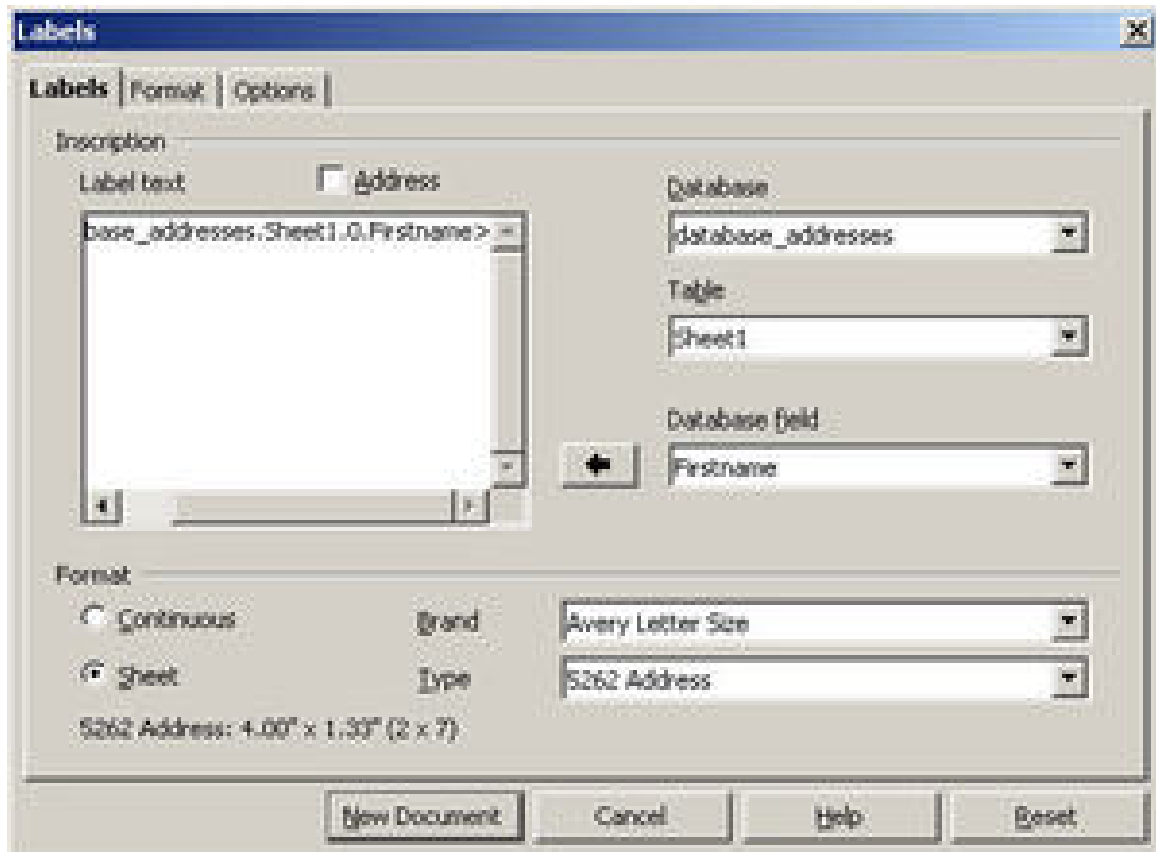 Labels
Labels Format Options
Inscription
Label text Address
base_addresses.Sheet1.0.Firstname>
Database
database_addresses
Table
Sheet1
Database field
Firstname
Format
Continuous
Sheet
Brand Avery Letter Size
Type 5262 Address
5262 Address: 4.00" x 1.33" (2 x 7)
New Document Cancel Help Reset